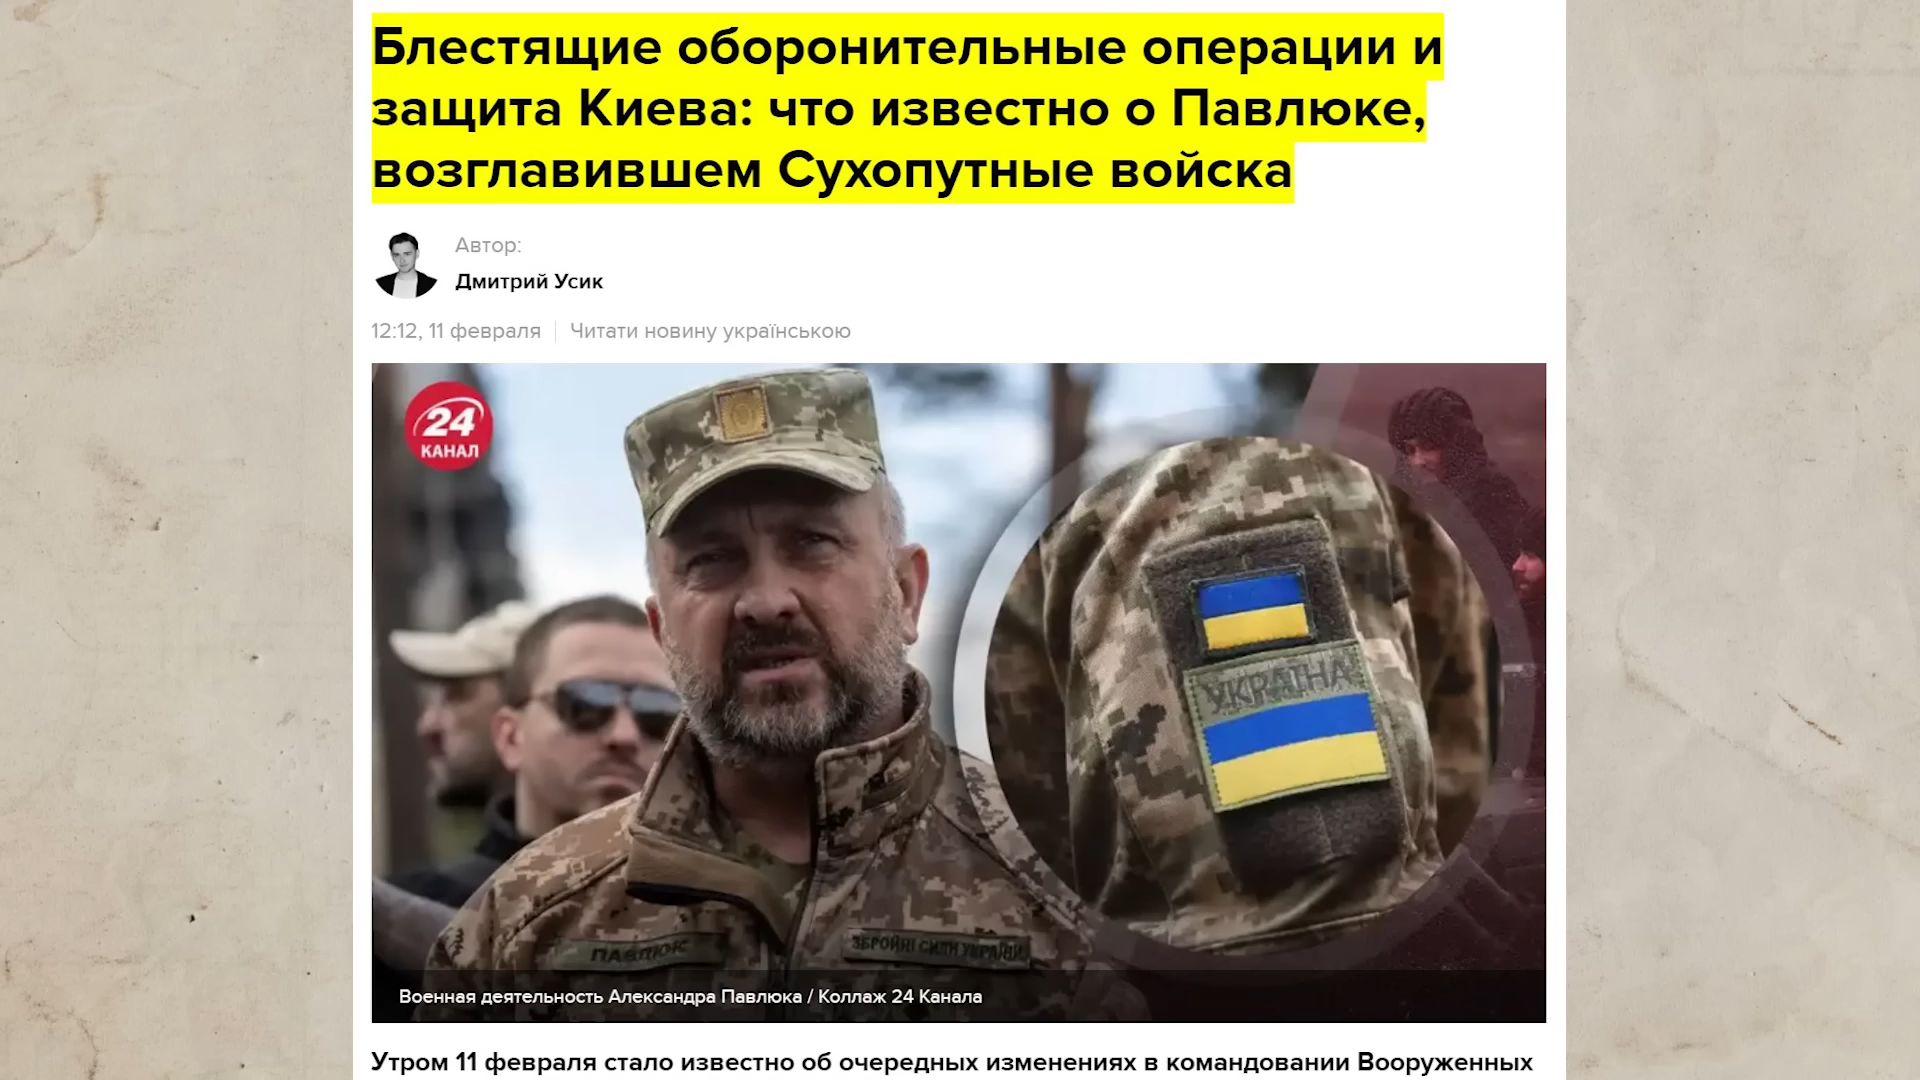 Блестящие оборонительные операции и
защита Киева: что известно о Павлюке,
возглавившем Сухопутные войска
Автор:
Дмитрий Усик
12:12, 11 февраля
Читати новину українською
24
КАНАЛ
УКРАЇНА
ПАВЛЮК
ЗБРОЙНІ СИЛИ УКРАЇНИ
Военная деятельность Александра Павлюка / Коллаж 24 Канала
Утром 11 февраля стало известно об очередных изменениях в командовании Вооруженных